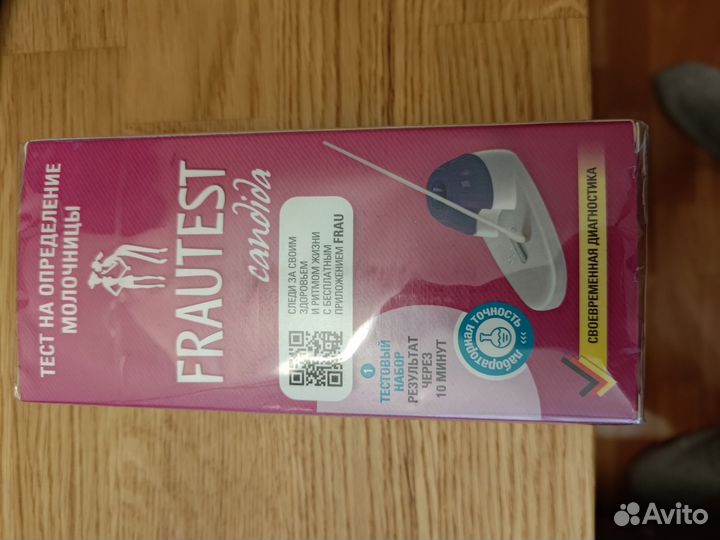 ТЕСТ НА ОПРЕДЕЛЕНИЕ
МОЛОЧНИЦЫ
FRAUTEST
candida
СЛЕДИ ЗА СВОИМ
ЗДОРОВЬЕМ
И РИТМОМ ЖИЗНИ
С БЕСПЛАТНЫМ
ПРИЛОЖЕНИЕМ FRAU
1
ТЕСТОВЫЙ
НАБОР
РЕЗУЛЬТАТ
ЧЕРЕЗ
10 МИНУТ
лабораторная точность
СВОЕВРЕМЕННАЯ ДИАГНОСТИКА
Avito